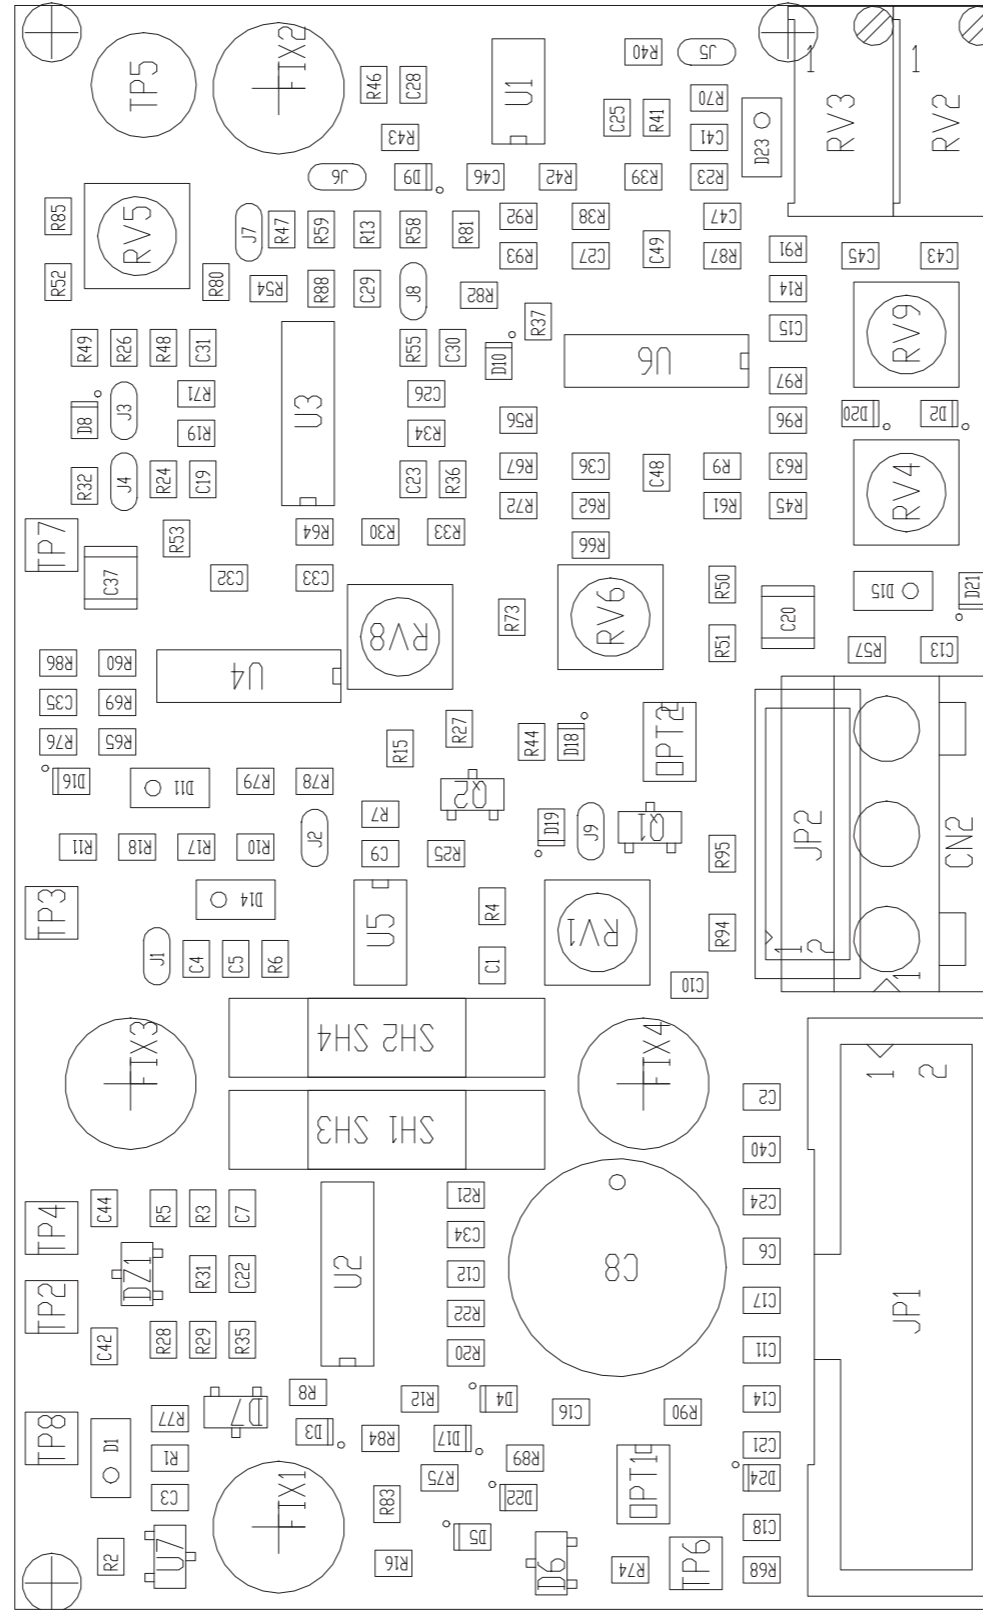 R40 J5
TP5 FIX2 R46 C28 U1 R70 1 1
C25 R41 C41 D23 RV3 RV2
R43
J6 D9 C46 R42 R39 R23
R85 RV5 J7 R47 R59 R13 R58 R81 R92 R38 C47
R93 C27 C49 R87 R91 C45 C43
R52 R80 R54 R88 C29 J8 R82 R14
R37 C15 RV9
R49 R26 R48 C31 R55 C30 D10 U6
R71 C26 R97
D8 J3 U3 R56 R96 D20 D2
R19 R34
R32 J4 R24 C19 C23 R36 R67 C36 C48 R9 R63 RV4
R72 R62 R61 R45
TP7 R53 R64 R30 R33 R66
C37 C32 C33 R50 D15 D21
RV8 R73 RV6 C20
R86 R60 U4 R51 R57 C13
C35 R69
R76 R65 R15 R27 R44 D18 OPT2
D16 D11 R79 R78 Q2
R7 D19 J9 Q1 JP2 CN2
R11 R18 R17 R10 J2 C9 R25 R95
TP3 D14 U5 R4 RV1 R94
J1 C4 C5 R6 C1 1
2
C10 1
FIX3 SH2 SH4 FIX4 1
2
SH1 SH3 C2
C40
TP4 C44 R5 R3 C7 R21 C24
C34 C6
TP2 DZ1 R31 C22 U2 C12 C8 C17 JP1
R22
C42 R28 R29 R35 R20 C11
R8 R12 D4 C14
TP8 D1 R77 D7 D3 R84 D17 C16 R90 C21
R1 R75 R89 D24
C3 FIX1 R83 D22 OPT1
D5 C18
R2 U7 R16 D6 R74 TP6 R68